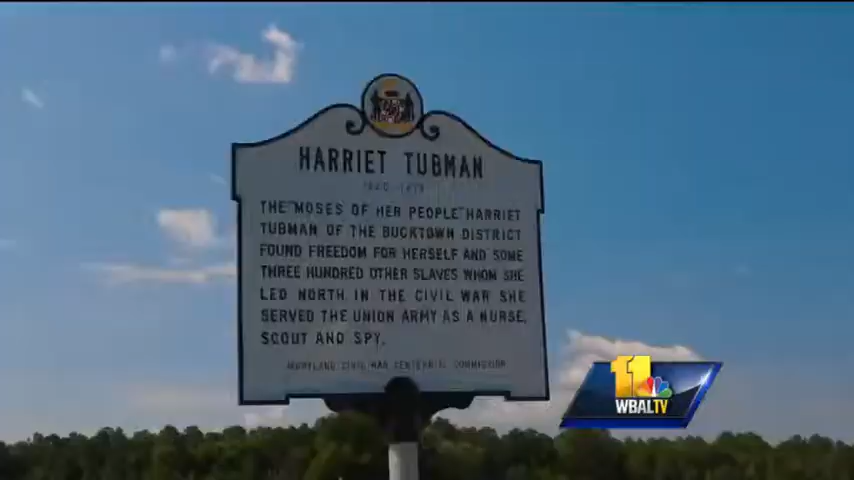 HARRIET TUBMAN
1820-1913
THE "MOSES OF HER PEOPLE" HARRIET
TUBMAN OF THE BUCKTOWN DISTRICT
FOUND FREEDOM FOR HERSELF AND SOME
THREE HUNDRED OTHER SLAVES WHOM SHE
LED NORTH. IN THE CIVIL WAR SHE
SERVED THE UNION ARMY AS A NURSE,
SCOUT AND SPY.
MARYLAND CIVIL WAR CENTENNIAL COMMISSION
11
WBALTV